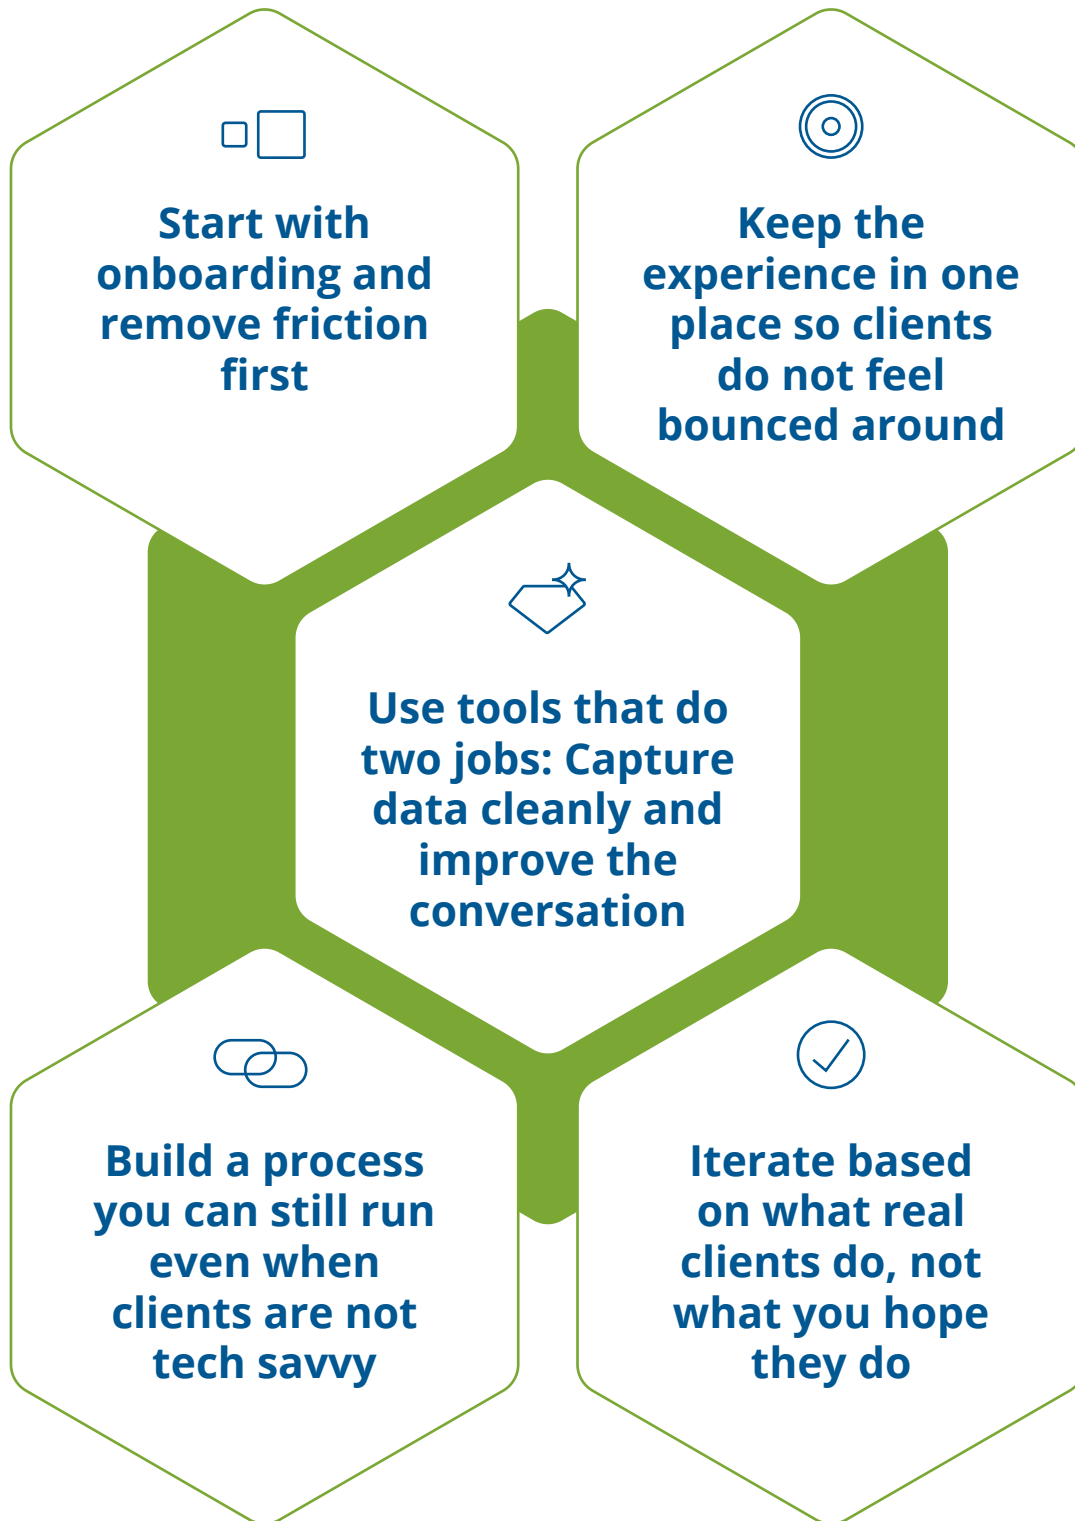 Start with
onboarding and
remove friction
first
Keep the
experience in one
place so clients
do not feel
bounced around
Use tools that do
two jobs: Capture
data cleanly and
improve the
conversation
Build a process
you can still run
even when
clients are not
tech savvy
Iterate based
on what real
clients do, not
what you hope
they do